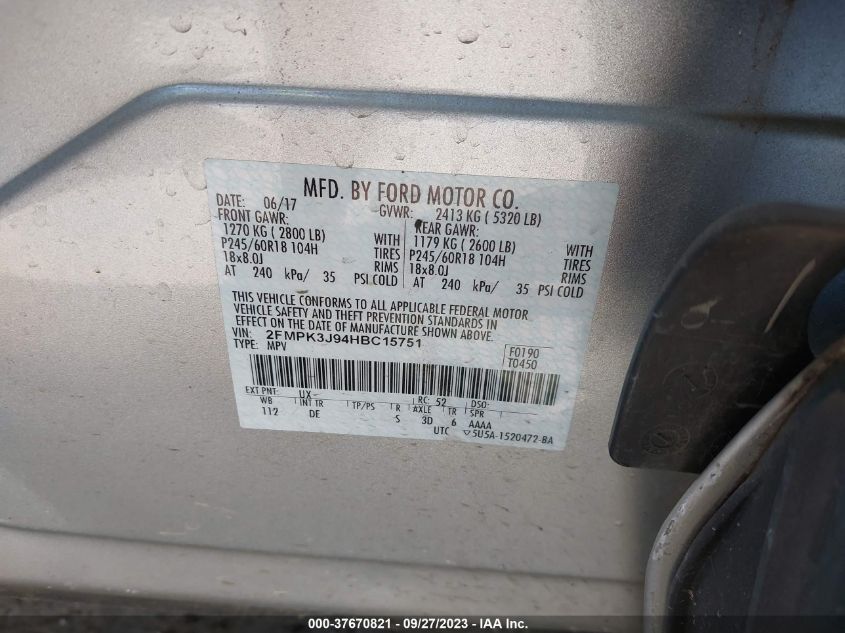 MFD. BY FORD MOTOR CO.
DATE: 06/17 GVWR: 2413 KG ( 5320 LB)
FRONT GAWR: REAR GAWR:
1270 KG ( 2800 LB) WITH 1179 KG ( 2600 LB) WITH
P245/60R18 104H TIRES P245/60R18 104H TIRES
18x8.0J RIMS 18x8.0J RIMS
AT 240 kPa/ 35 PSI COLD AT 240 kPa/ 35 PSI COLD
THIS VEHICLE CONFORMS TO ALL APPLICABLE FEDERAL MOTOR
VEHICLE SAFETY AND THEFT PREVENTION STANDARDS IN
EFFECT ON THE DATE OF MANUFACTURE SHOWN ABOVE.
VIN: 2FMPK3J94HBC15751 F0190
TYPE: MPV T0450
EXT PNT: UX RC: 52 DSO:
WB INT TR TP/PS R AXLE TR SPR
112 DE S 3D 6 AAAA
UTC ▽5U5A-1520472-BA
000-37670821 - 09/27/2023 - © IAA Inc. All rights reserved.